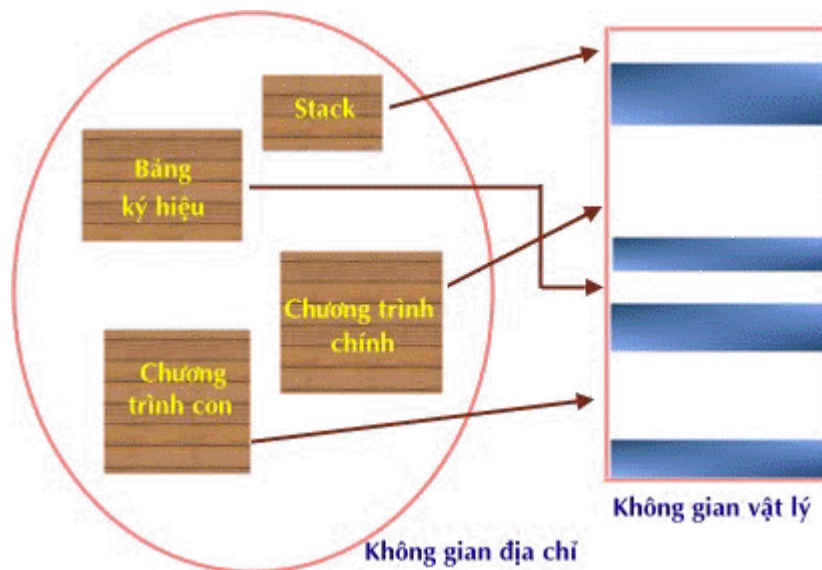 Stack
Bảng
ký hiệu
Chương trình
chính
Chương
trình con
Không gian vật lý
Không gian địa chỉ